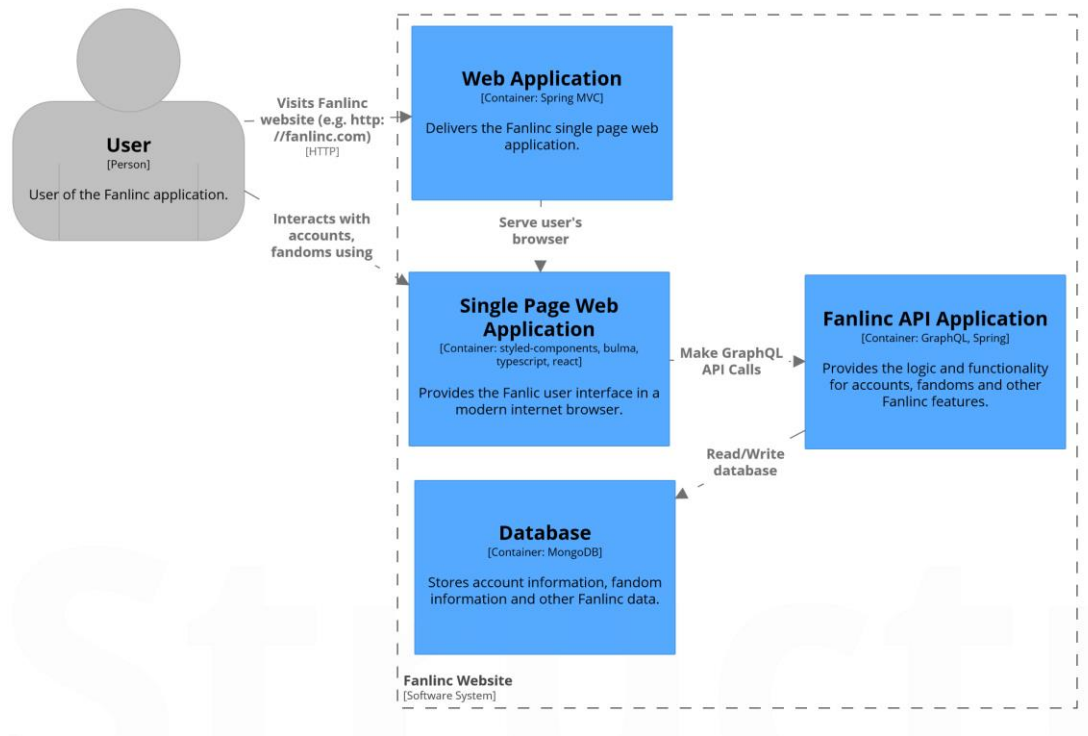 User
[Person]
User of the Fanlinc application.
Visits Fanlinc
website (e.g. http:
//fanlinc.com)
[HTTP]
Interacts with
accounts,
fandoms using
Web Application
[Container: Spring MVC]
Delivers the Fanlinc single page web
application.
Serve user's
browser
Single Page Web
Application
[Container: styled-components, bulma,
typescript, react]
Provides the Fanlic user interface in a
modern internet browser.
Make GraphQL
API Calls
Fanlinc API Application
[Container: GraphQL, Spring]
Provides the logic and functionality
for accounts, fandoms and other
Fanlinc features.
Read/Write
database
Database
[Container: MongoDB]
Stores account information, fandom
information and other Fanlinc data.
Fanlinc Website
[Software System]